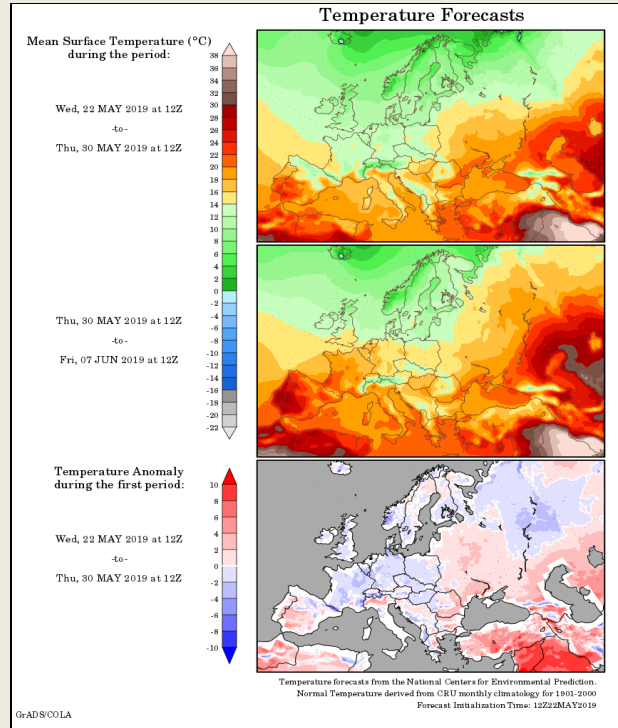 Temperature Forecasts
Mean Surface Temperature (°C)
during the period:
38
36
34
32
30
28
26
24
22
20
18
16
14
12
10
8
6
4
2
0
-2
-4
-6
-8
-10
-12
-14
-16
-18
-20
-22
Wed, 22 MAY 2019 at 12Z
-to-
Thu, 30 MAY 2019 at 12Z
Thu, 30 MAY 2019 at 12Z
-to-
Fri, 07 JUN 2019 at 12Z
Temperature Anomaly
during the first period:
10
8
6
4
2
0
-2
-4
-6
-8
-10
Wed, 22 MAY 2019 at 12Z
-to-
Thu, 30 MAY 2019 at 12Z
Temperature forecasts from the National Centers for Environmental Prediction.
Normal Temperature derived from CRU monthly climatology for 1901-2000
Forecast Initialization Time: 12Z22MAY2019
GrADS/COLA